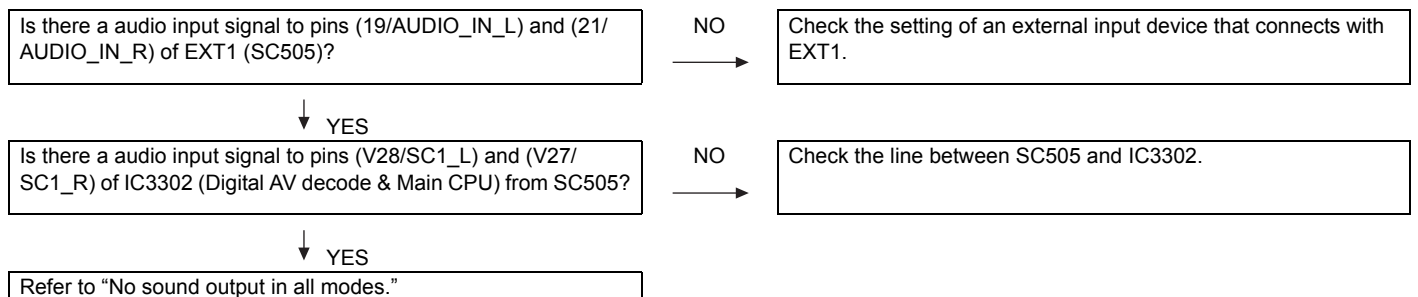 Is there a audio input signal to pins (19/AUDIO_IN_L) and (21/
AUDIO_IN_R) of EXT1 (SC505)?
NO
Check the setting of an external input device that connects with
EXT1.
YES
Is there a audio input signal to pins (V28/SC1_L) and (V27/
SC1_R) of IC3302 (Digital AV decode & Main CPU) from SC505?
NO
Check the line between SC505 and IC3302.
YES
Refer to “No sound output in all modes.”